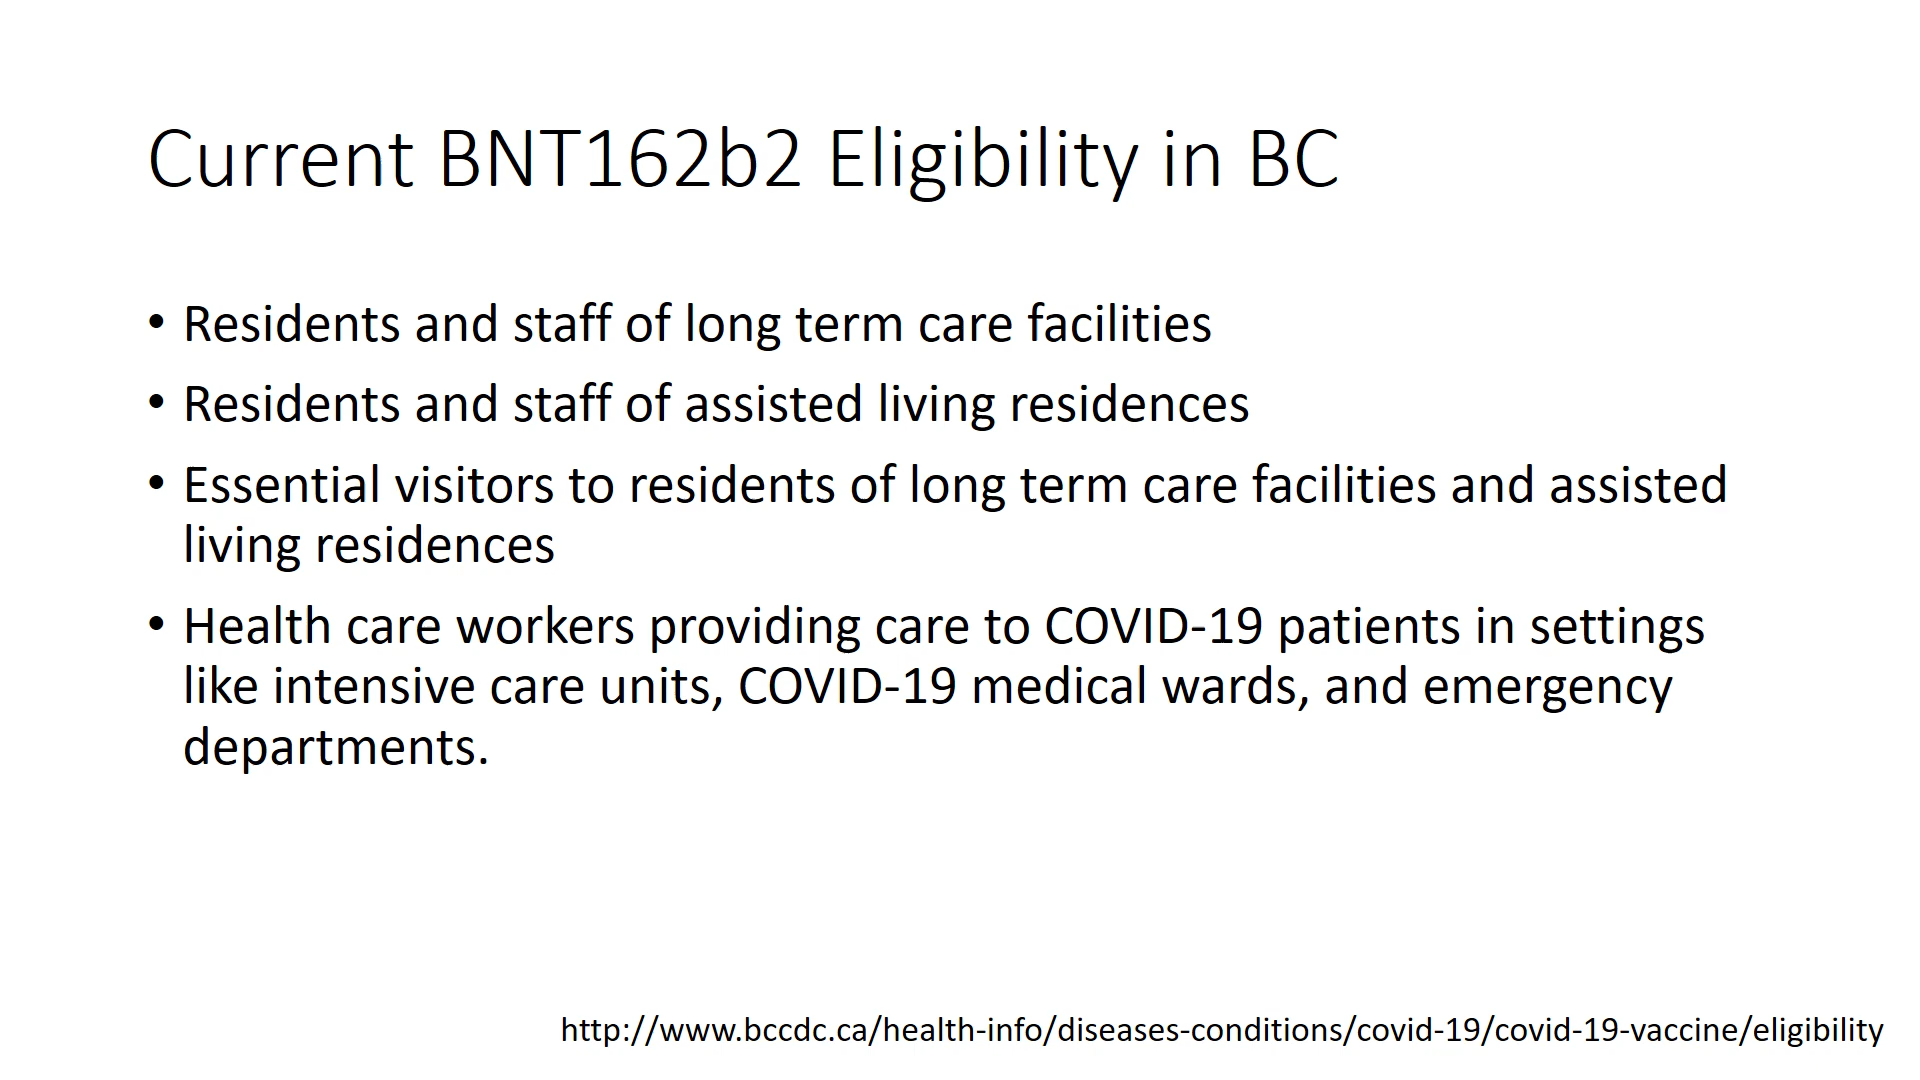 Current BNT162b2 Eligibility in BC
• Residents and staff of long term care facilities
• Residents and staff of assisted living residences
• Essential visitors to residents of long term care facilities and assisted
living residences
• Health care workers providing care to COVID-19 patients in settings
like intensive care units, COVID-19 medical wards, and emergency
departments.
http://www.bccdc.ca/health-info/diseases-conditions/covid-19/covid-19-vaccine/eligibility